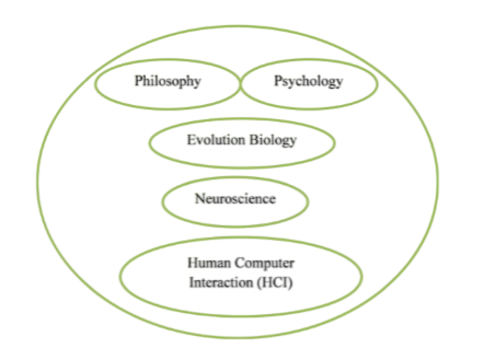 Philosophy Psychology
Evolution Biology
Neuroscience
Human Computer
Interaction (HCI)